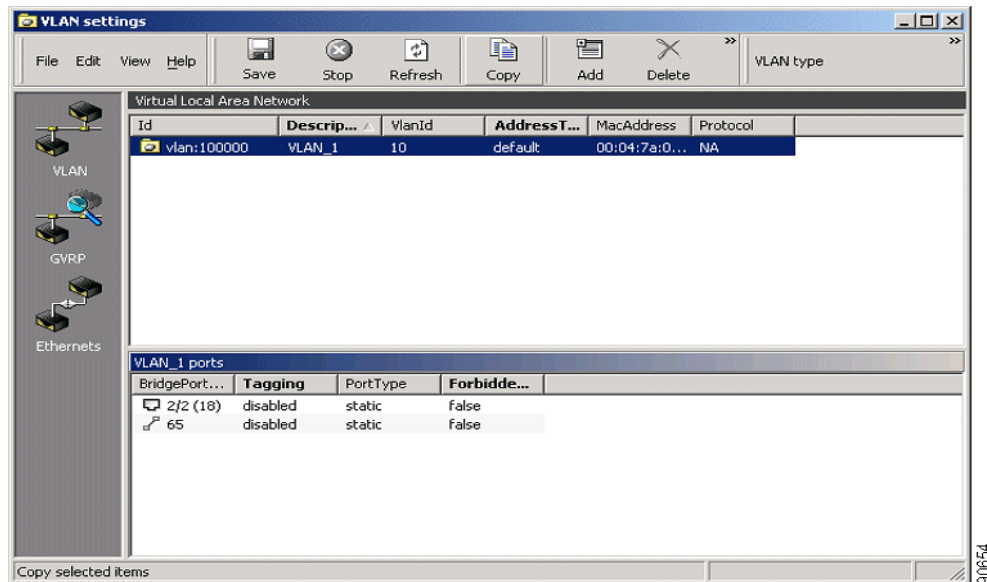 VLAN settings
File Edit View Help Save Stop Refresh Copy Add Delete » VLAN type »
Virtual Local Area Network
Id Descrip... VlanId AddressT... MacAddress Protocol
vlan:100000 VLAN_1 10 default 00:04:7a:0... NA
VLAN
GVRP
Ethernets
VLAN_1 ports
BridgePort... Tagging PortType Forbidde...
2/2 (18) disabled static false
65 disabled static false
Copy selected items